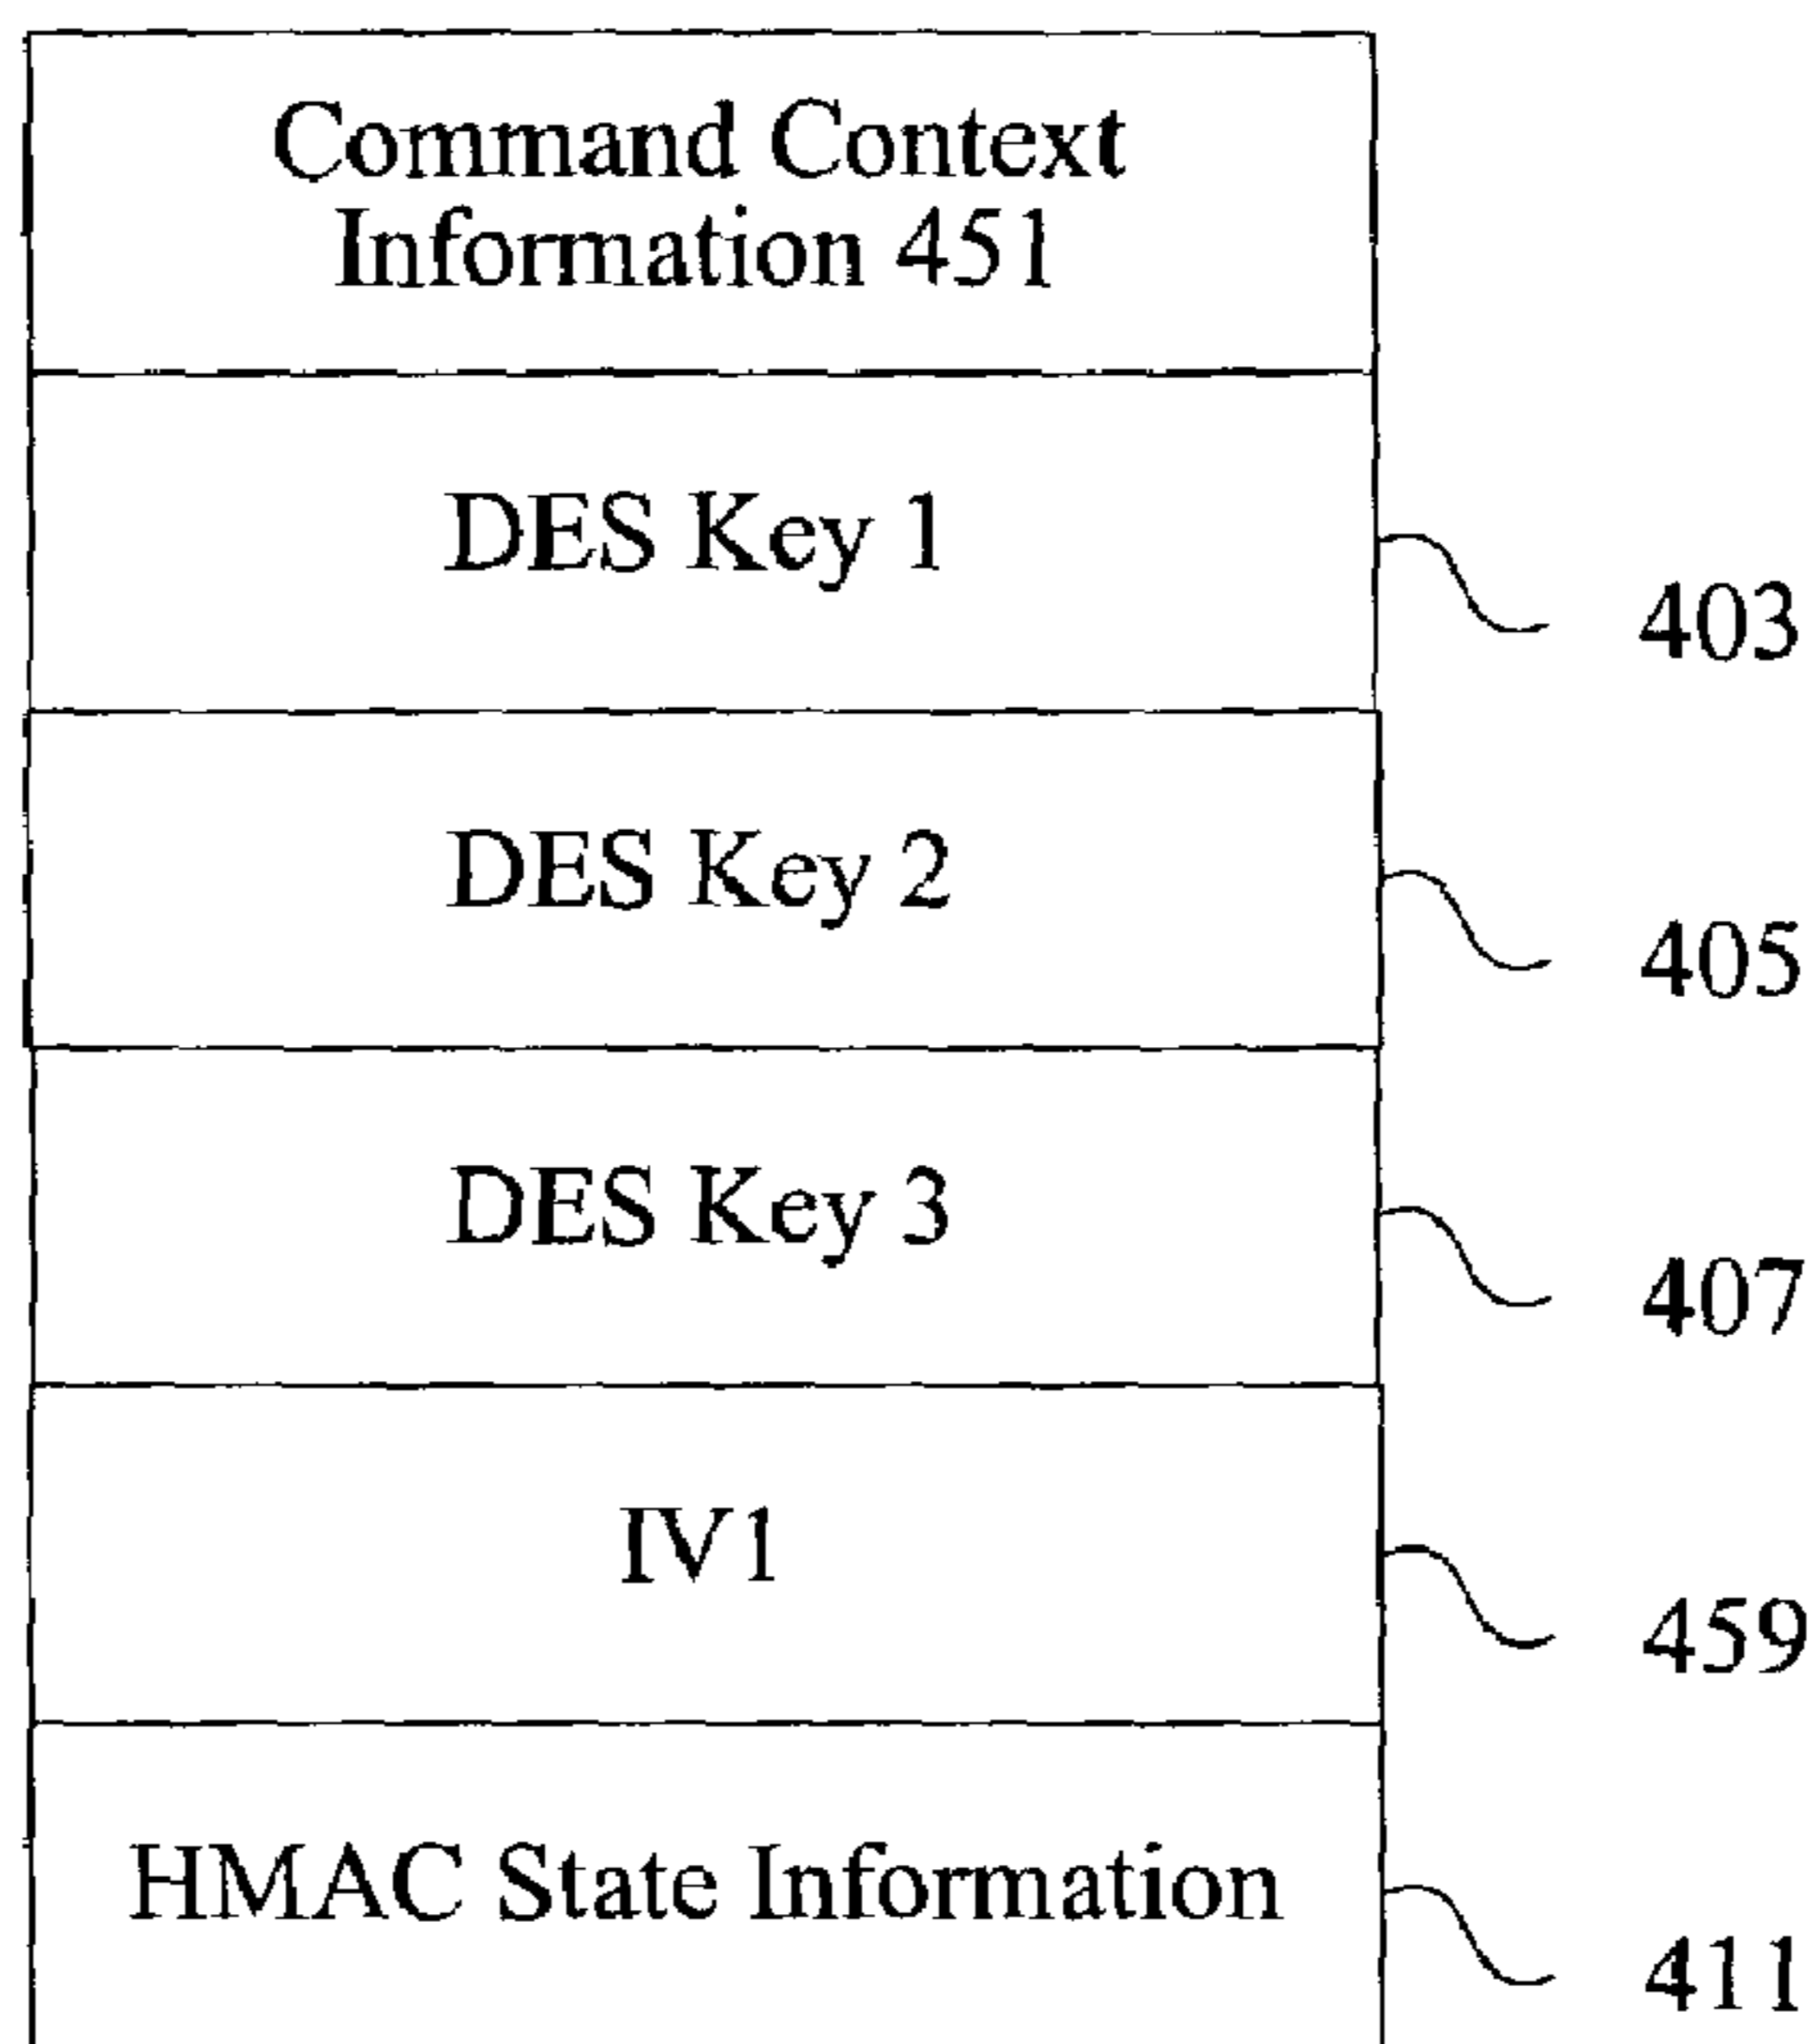 Command Context
Information 451
DES Key 1
403
DES Key 2
405
DES Key 3
407
IV1
459
HMAC State Information
411